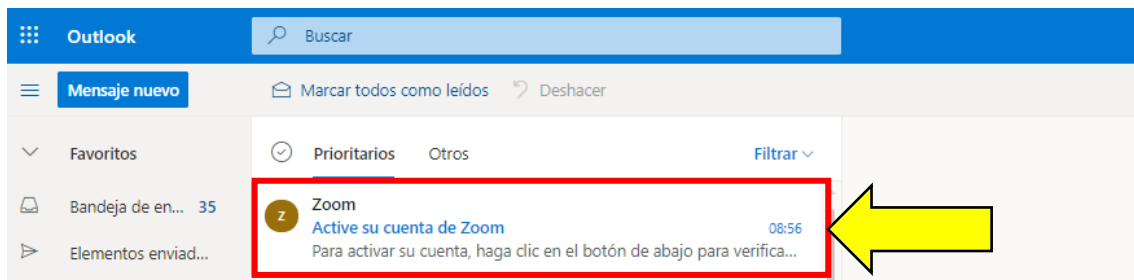 Outlook
Buscar
Mensaje nuevo
Marcar todos como leídos
Deshacer
Favoritos
Prioritarios
Otros
Filtrar
Bandeja de en... 35
Z
Zoom
Active su cuenta de Zoom
08:56
Para activar su cuenta, haga clic en el botón de abajo para verifica...
Elementos enviad...